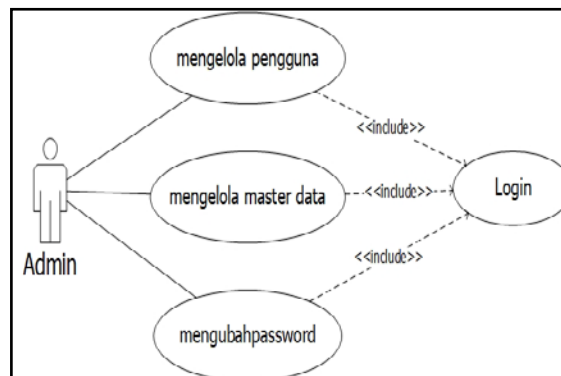 mengelola pengguna
<<include>>
mengelola master data
<<include>>
Login
Admin
<<include>>
mengubahpassword